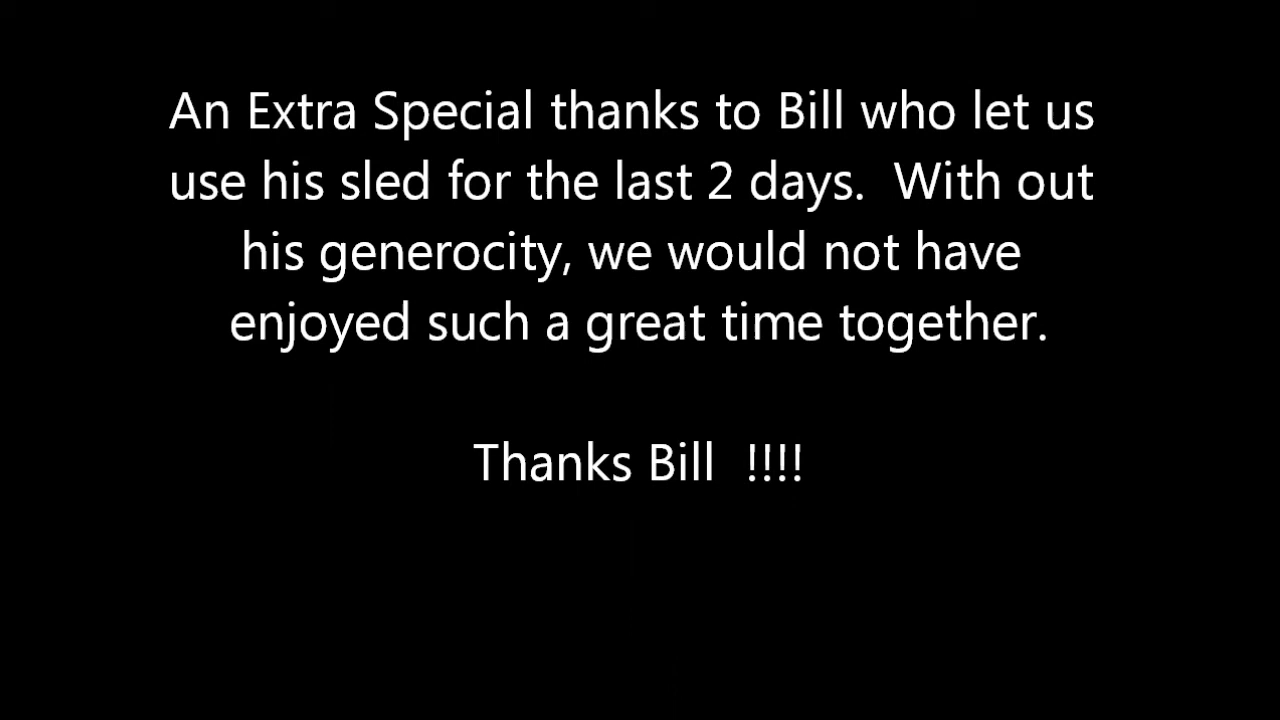 An Extra Special thanks to Bill who let us
use his sled for the last 2 days.  With out
his generocity, we would not have
enjoyed such a great time together.
Thanks Bill  !!!!